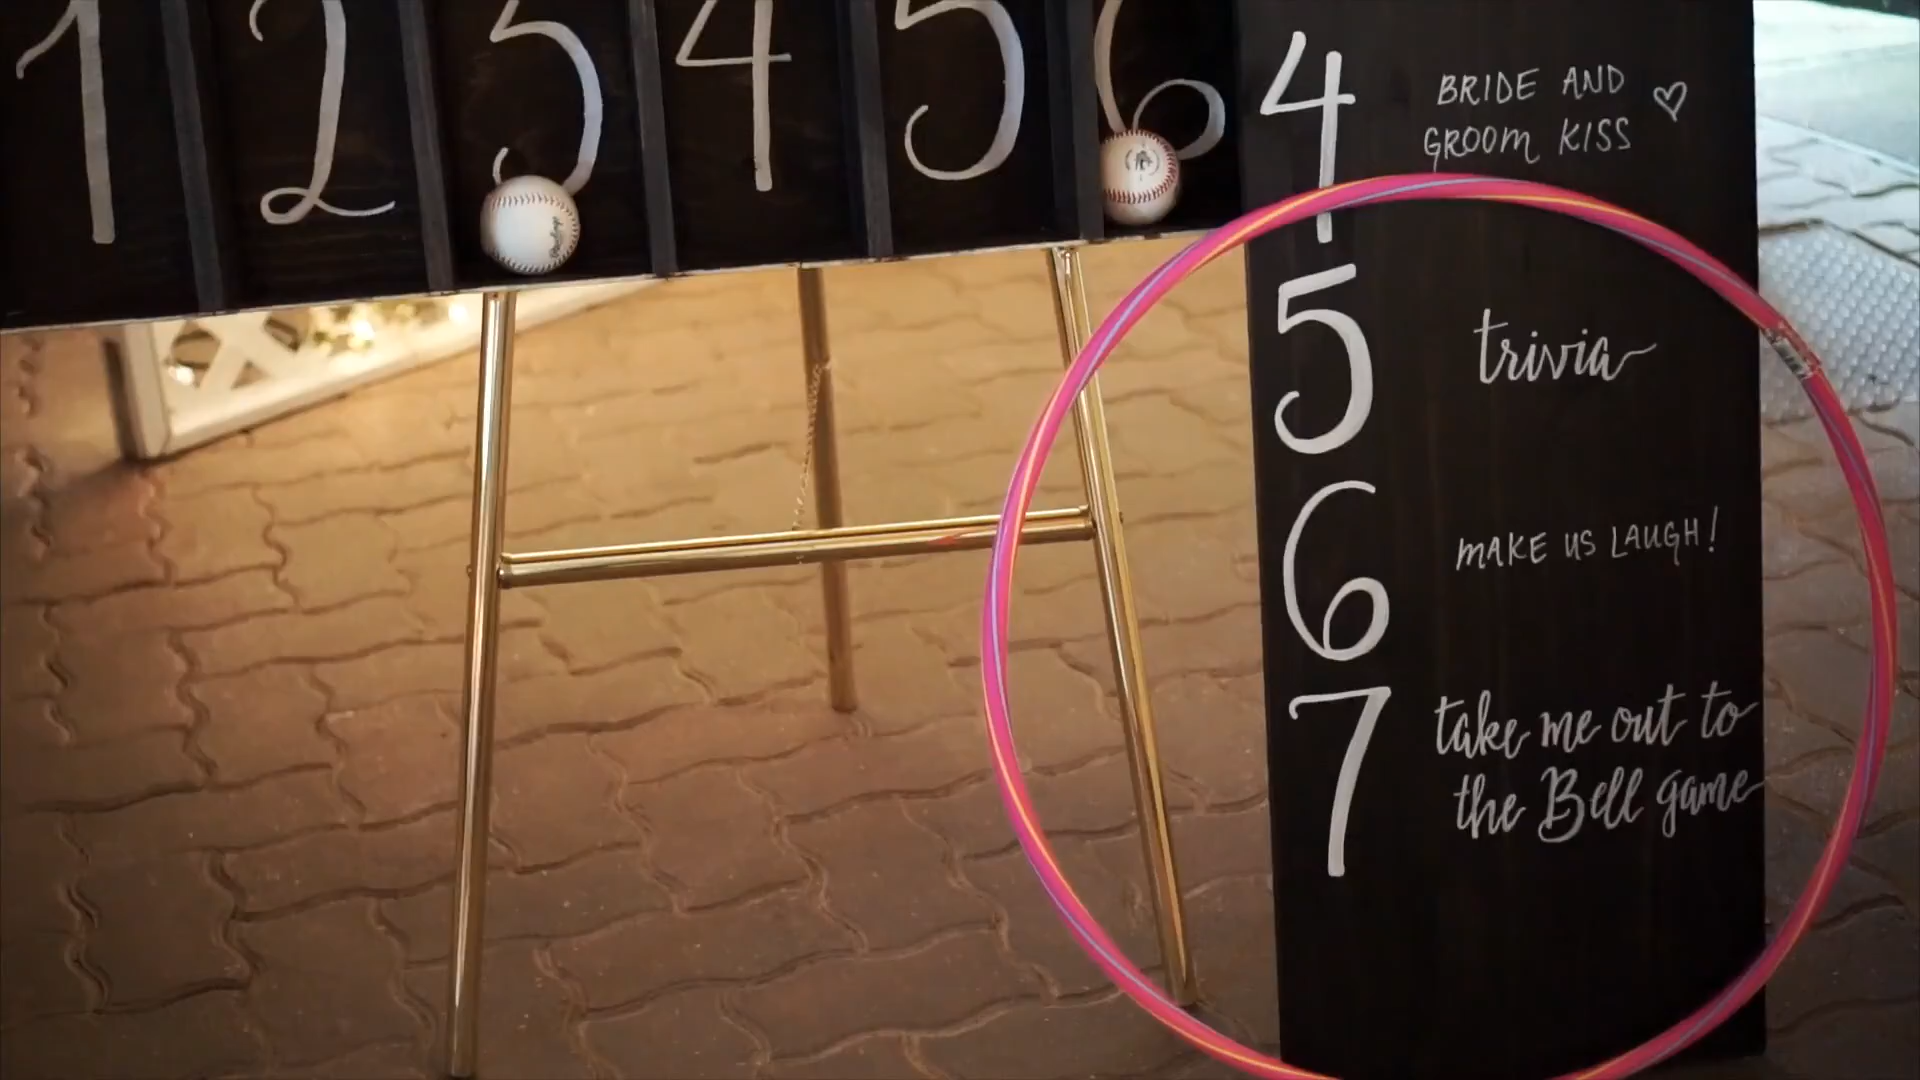 1 2 3 4 5 6
4 BRIDE AND
GROOM KISS
5 trivia
6 MAKE US LAUGH!
7 take me out to
the Bell game
Rawlings